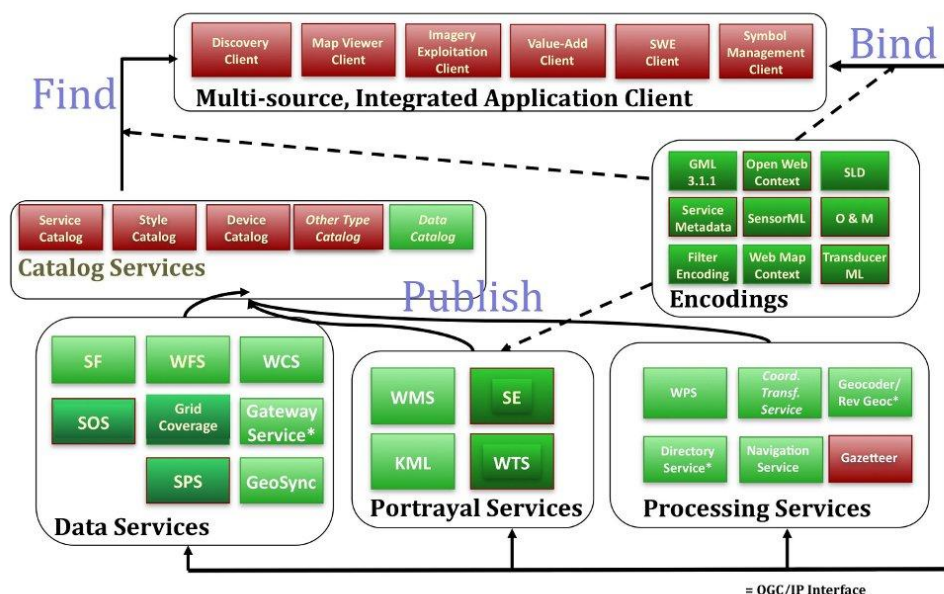 Discovery
Client
Map Viewer
Client
Imagery
Exploitation
Client
Value-Add
Client
SWE
Client
Symbol
Management
Client
Multi-source, Integrated Application Client
Bind
Find
GML
3.1.1
Open Web
Context
SLD
Service
Metadata
SensorML
O & M
Filter
Encoding
Web Map
Context
Transducer
ML
Encodings
Service
Catalog
Style
Catalog
Device
Catalog
Other Type
Catalog
Data
Catalog
Catalog Services
Publish
SF
WFS
WCS
SOS
Grid
Coverage
Gateway
Service*
SPS
GeoSync
Data Services
WMS
SE
KML
WTS
Portrayal Services
WPS
Coord.
Transf.
Service
Geocoder/
Rev Geoc*
Directory
Service*
Navigation
Service
Gazetteer
Processing Services
= OGC/IP Interface